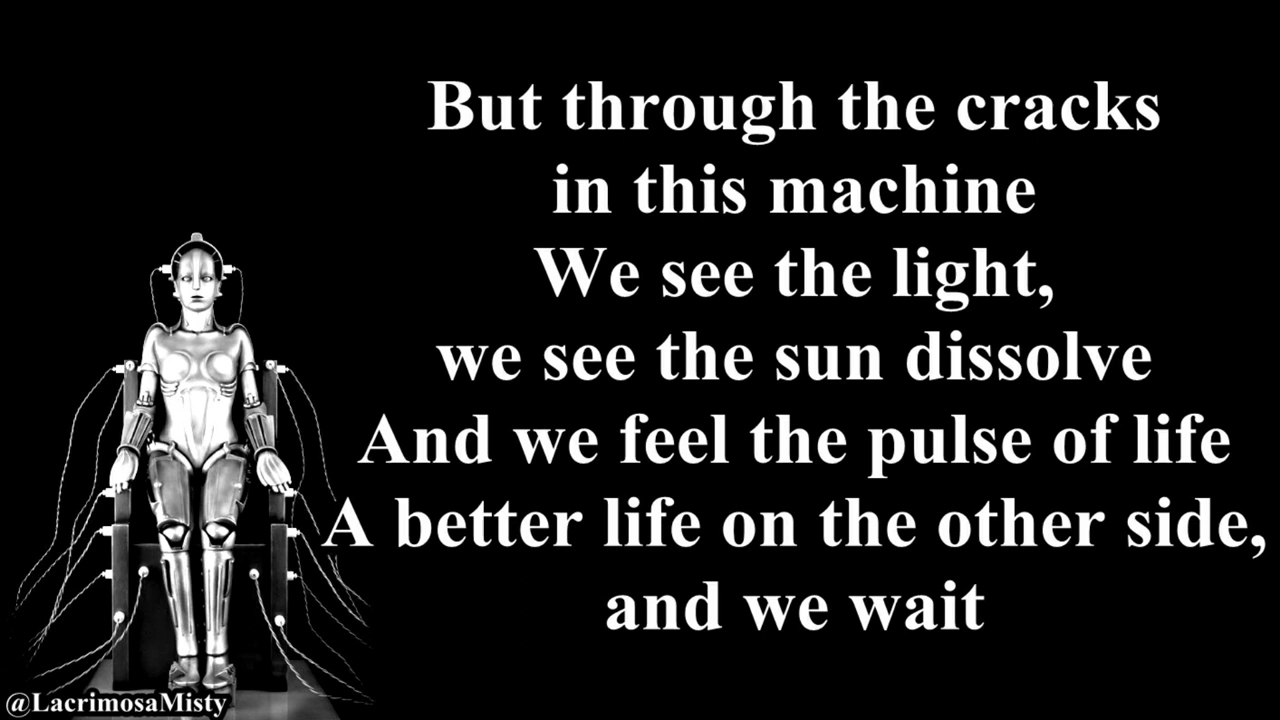 But through the cracks
in this machine
We see the light,
we see the sun dissolve
And we feel the pulse of life
A better life on the other side,
and we wait
@LacrimosaMisty